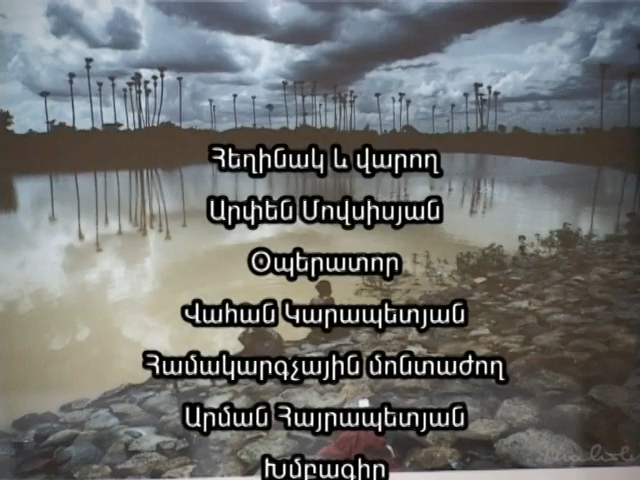 Հեղինակ և վարող
Արփեն Մովսիսյան
Օպերատոր
Վահան Կարապետյան
Համակարգչային մոնտաժող
Արման Հայրապետյան
Խմբագիր